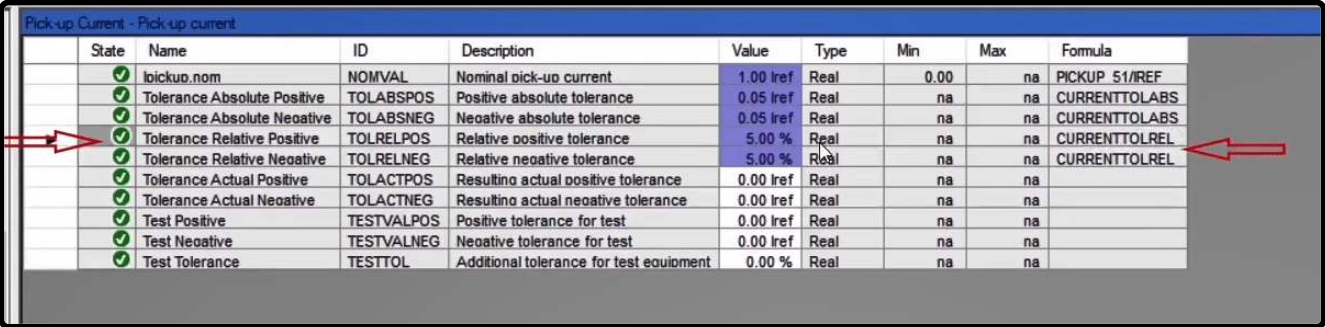 Pick-up Current - Pick-up current
State Name ID Description Value Type Min Max Formula
Ipickup.nom NOMVAL Nominal pick-up current 1.00 Iref Real 0.00 na PICKUP_51/IREF
Tolerance Absolute Positive TOLABSPOS Positive absolute tolerance 0.05 Iref Real na na CURRENTTOLABS
Tolerance Absolute Negative TOLABSNEG Negative absolute tolerance 0.05 Iref Real na na CURRENTTOLABS
Tolerance Relative Positive TOLRELPOS Relative positive tolerance 5.00 % Real na na CURRENTTOLREL
Tolerance Relative Negative TOLRELNEG Relative negative tolerance 5.00 % Real na na CURRENTTOLREL
Tolerance Actual Positive TOLACTPOS Resulting actual positive tolerance 0.00 Iref Real na na
Tolerance Actual Negative TOLACTNEG Resulting actual negative tolerance 0.00 Iref Real na na
Test Positive TESTVALPOS Positive tolerance for test 0.00 Iref Real na na
Test Negative TESTVALNEG Negative tolerance for test 0.00 Iref Real na na
Test Tolerance TESTTOL Additional tolerance for test equipment 0.00 % Real na na